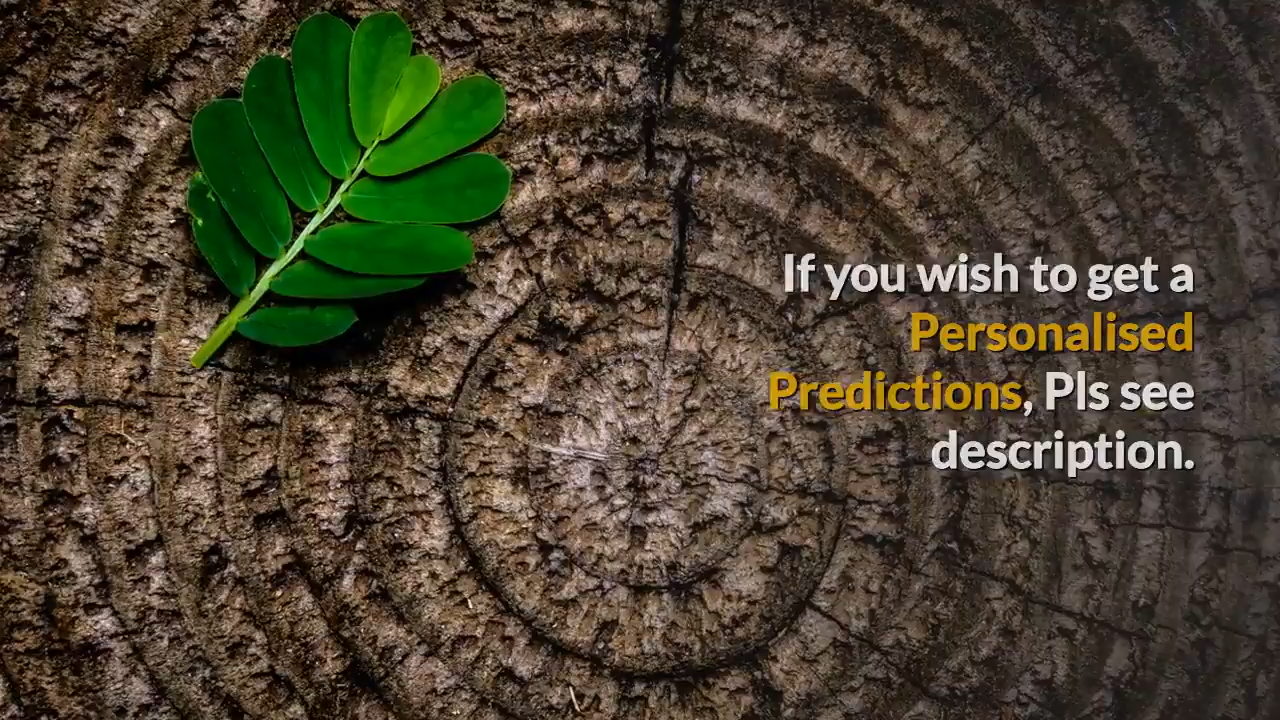 If you wish to get a
Personalised
Predictions, Pls see
description.